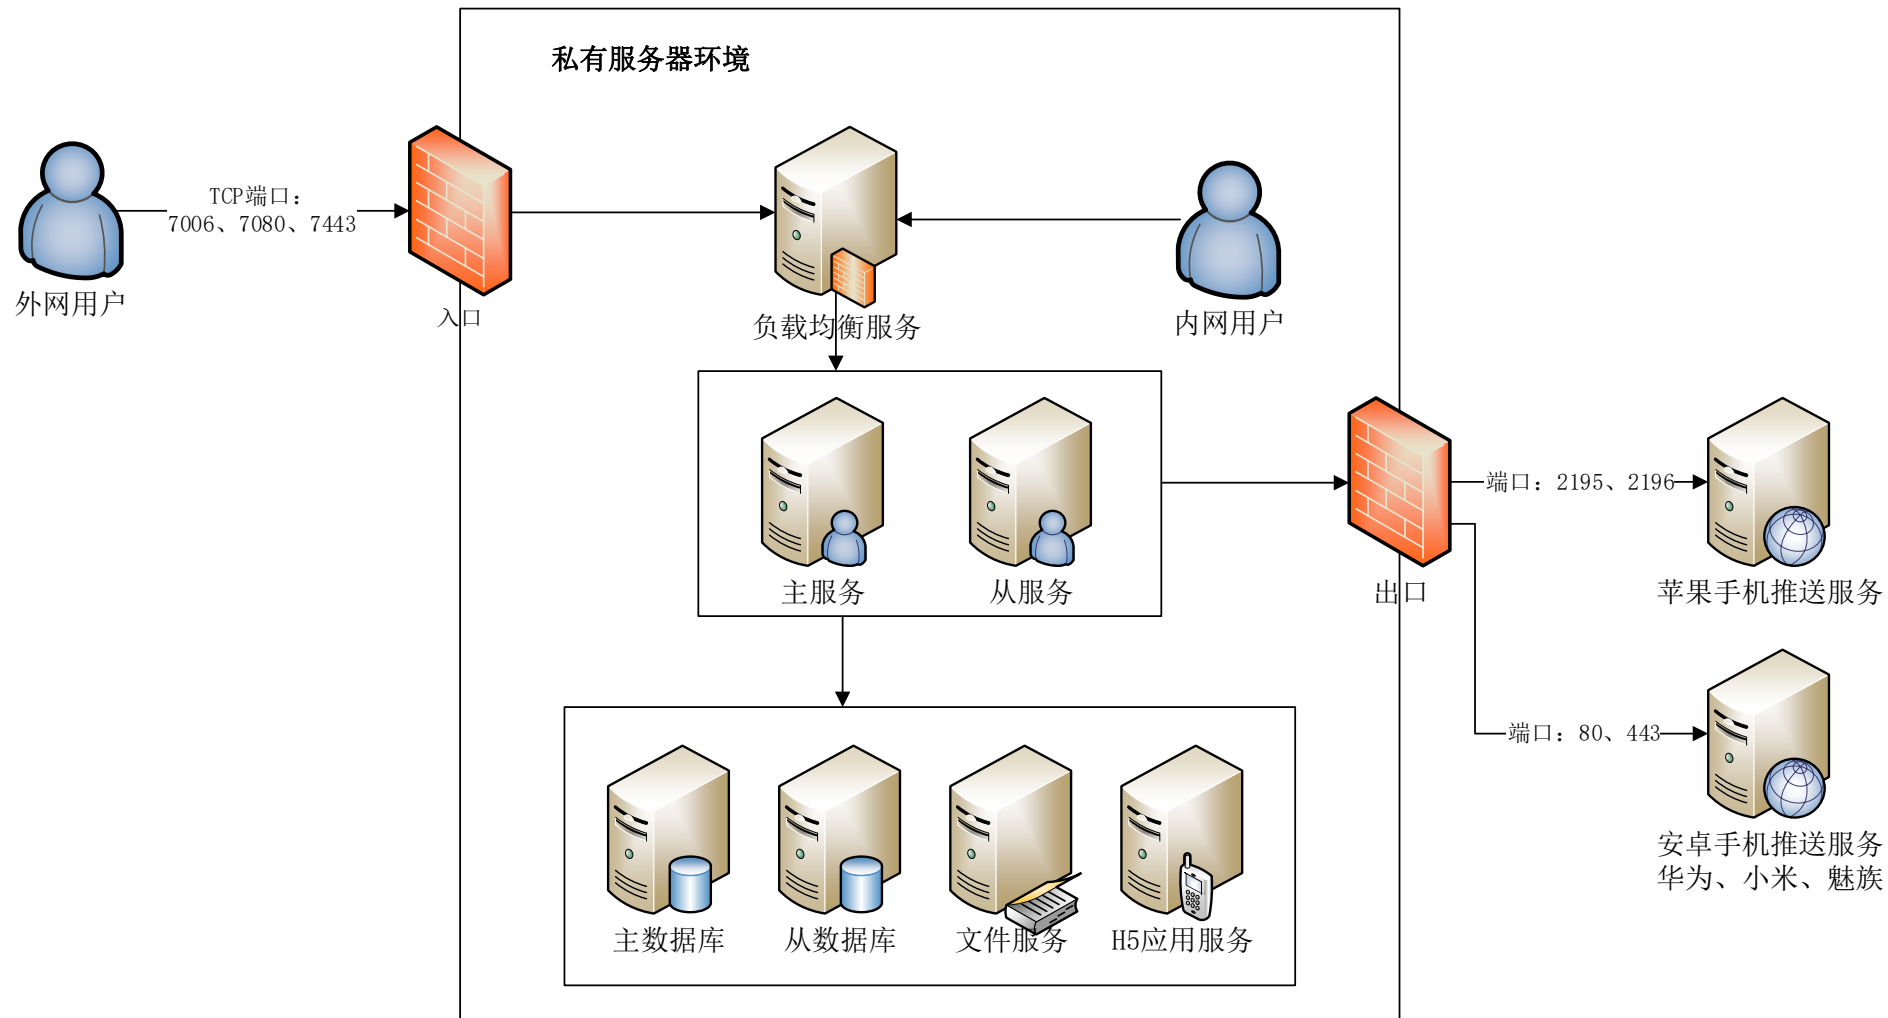 私有服务器环境
TCP端口：
7006、7080、7443
外网用户
入口
负载均衡服务
内网用户
主服务
从服务
出口
端口：2195、2196
苹果手机推送服务
端口：80、443
安卓手机推送服务
华为、小米、魅族
主数据库
从数据库
文件服务
H5应用服务